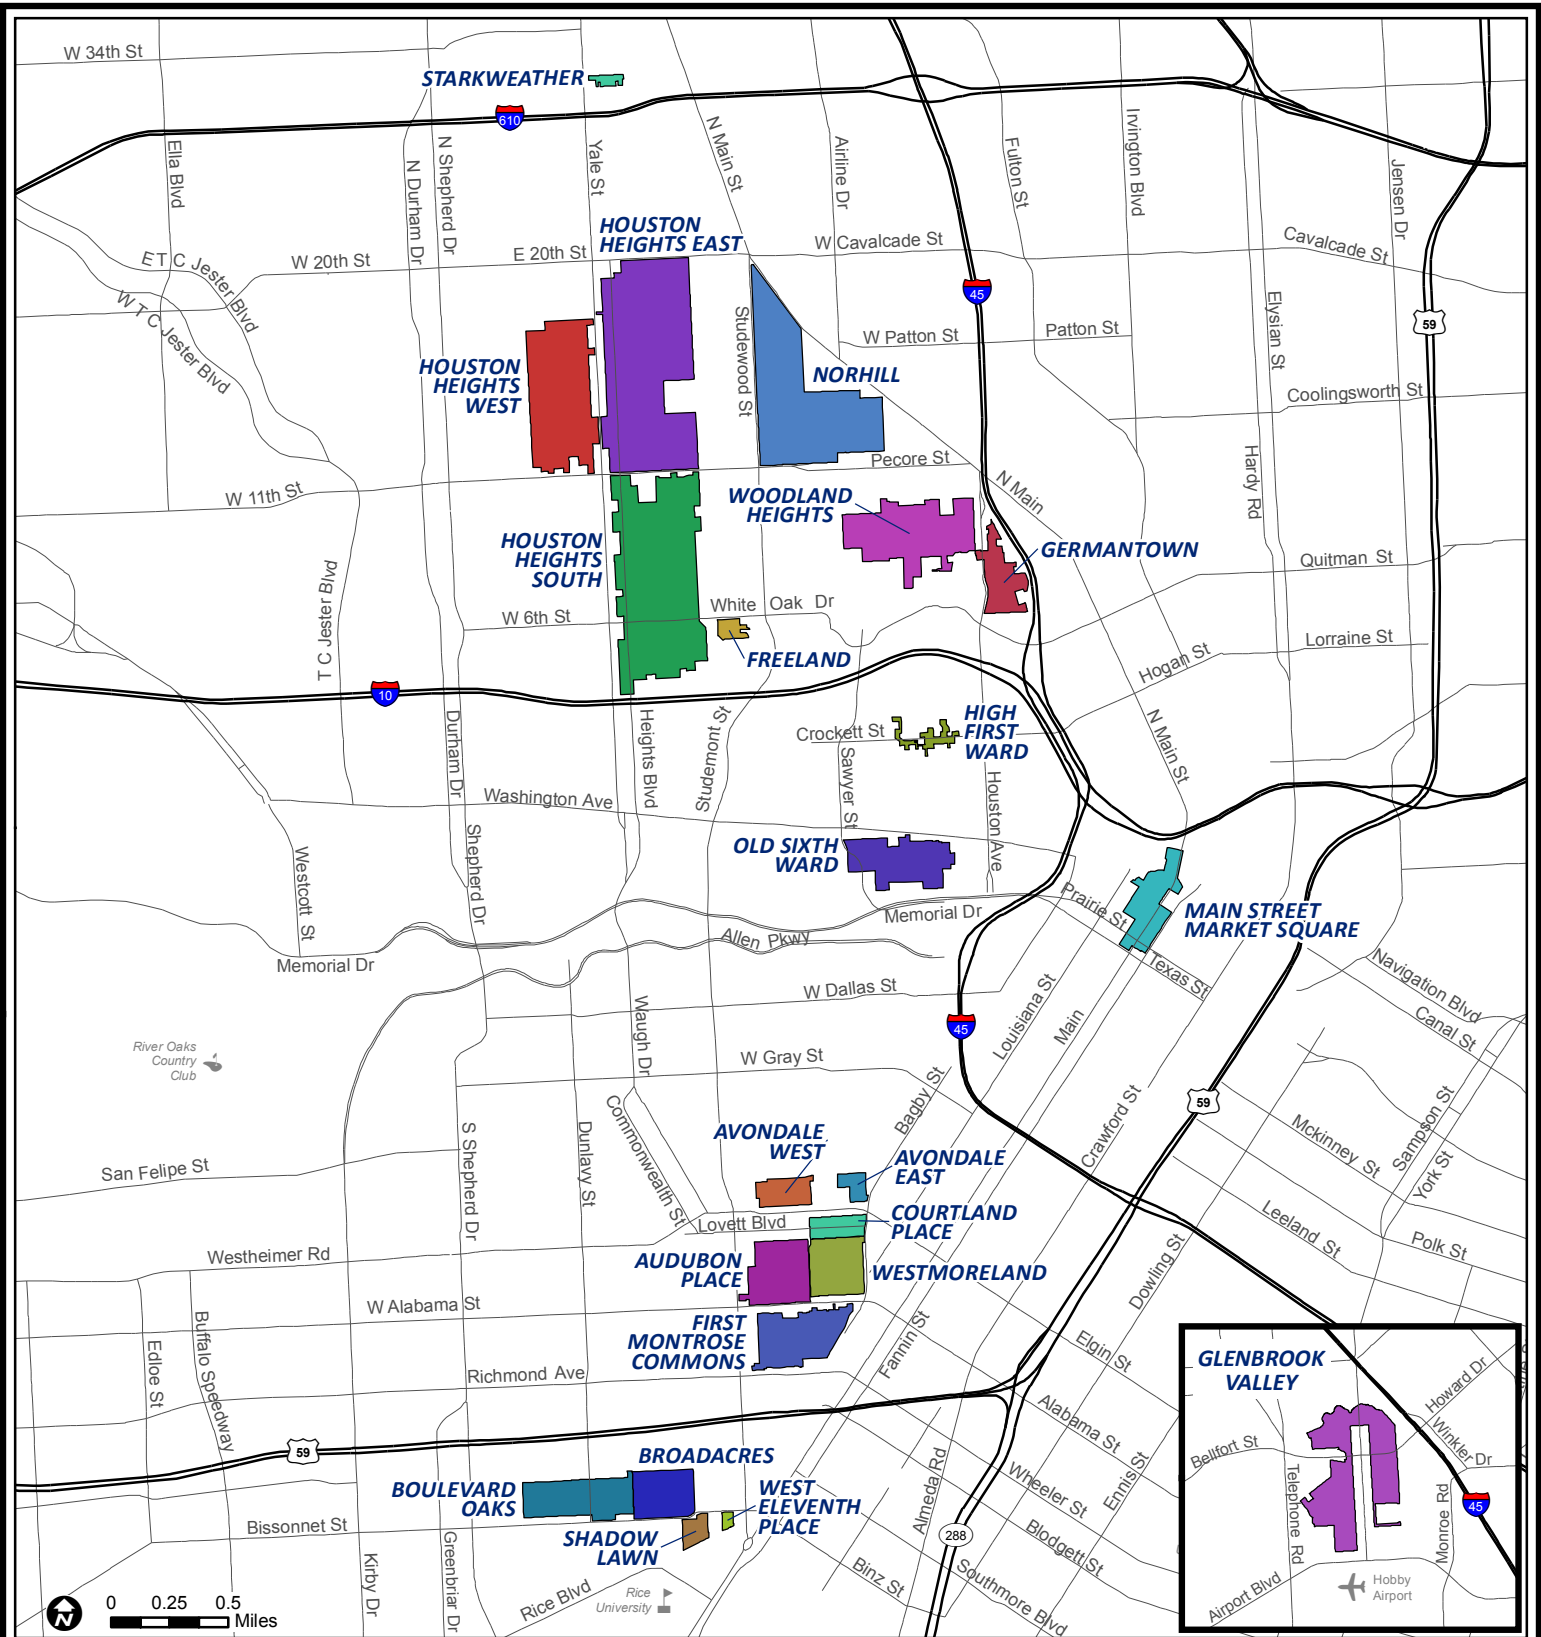 W 34th St
STARKWEATHER
610
Ella Blvd
N Durham Dr
N Shepherd Dr
Yale St
N Main St
Airline Dr
Fulton St
Irvington Blvd
Jensen Dr
HOUSTON
HEIGHTS EAST
W Cavalcade St
Cavalcade St
E T C Jester Blvd
W 20th St
E 20th St
W T C Jester Blvd
45
59
Elysian St
Studewood St
W Patton St
Patton St
HOUSTON
HEIGHTS
WEST
NORHILL
Coolingsworth St
Pecore St
Hardy Rd
W 11th St
WOODLAND
HEIGHTS
N Main
HOUSTON
HEIGHTS
SOUTH
GERMANTOWN
Quitman St
T C Jester Blvd
W 6th St
White Oak Dr
FREELAND
Lorraine St
Hogan St
10
Durham Dr
Heights Blvd
Studemont St
Crockett St
HIGH
FIRST
WARD
N Main St
Sawyer St
Houston Ave
Washington Ave
Westcott St
Shepherd Dr
OLD SIXTH
WARD
Memorial Dr
Prairie St
MAIN STREET
MARKET SQUARE
Allen Pkwy
Memorial Dr
Texas St
Navigation Blvd
Canal St
W Dallas St
Waugh Dr
Louisiana St
Main
45
River Oaks
Country
Club
W Gray St
Bagby St
Crawford St
59
Sampson St
Mckinney St
York St
Commonwealth St
Dunlavy St
S Shepherd Dr
San Felipe St
AVONDALE
WEST
AVONDALE
EAST
Lovett Blvd
COURTLAND
PLACE
Leeland St
Polk St
Westheimer Rd
AUDUBON
PLACE
WESTMORELAND
Dowling St
W Alabama St
Buffalo Speedway
Edloe St
FIRST
MONTROSE
COMMONS
Fannin St
Elgin St
Richmond Ave
Alabama St
59
BROADACRES
BOULEVARD
OAKS
WEST
ELEVENTH
PLACE
Almeda Rd
Wheeler St
Ennis St
Bissonnet St
SHADOW
LAWN
288
Blodgett St
Kirby Dr
Greenbriar Dr
Rice Blvd
Rice
University
Binz St
Southmore Blvd
N
0 0.25 0.5
Miles
GLENBROOK
VALLEY
Howard Dr
Winkler Dr
Bellfort St
Telephone Rd
Monroe Rd
45
Airport Blvd
Hobby
Airport